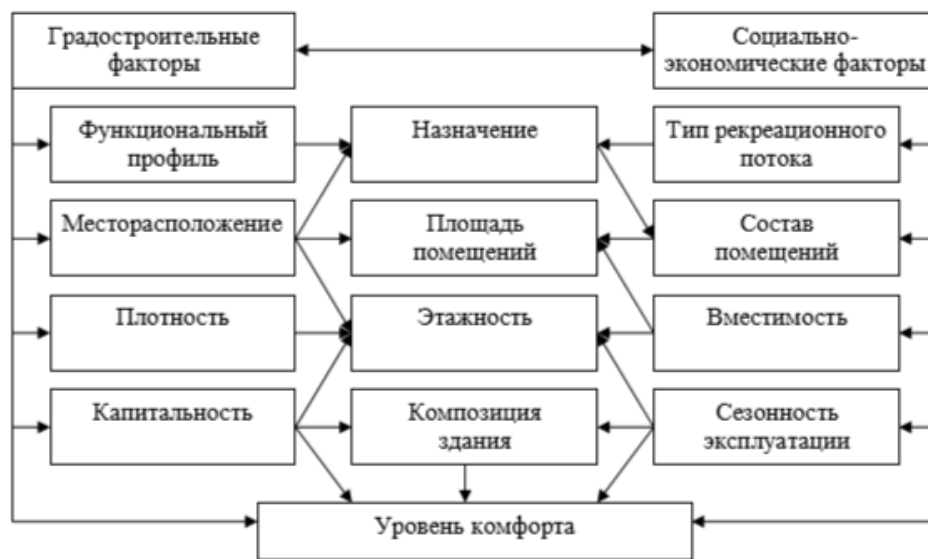 Градостроительные
факторы
Социально-
экономические факторы
Функциональный
профиль
Назначение
Тип рекреационного
потока
Месторасположение
Площадь
помещений
Состав
помещений
Плотность
Этажность
Вместимость
Капитальность
Композиция
здания
Сезонность
эксплуатации
Уровень комфорта